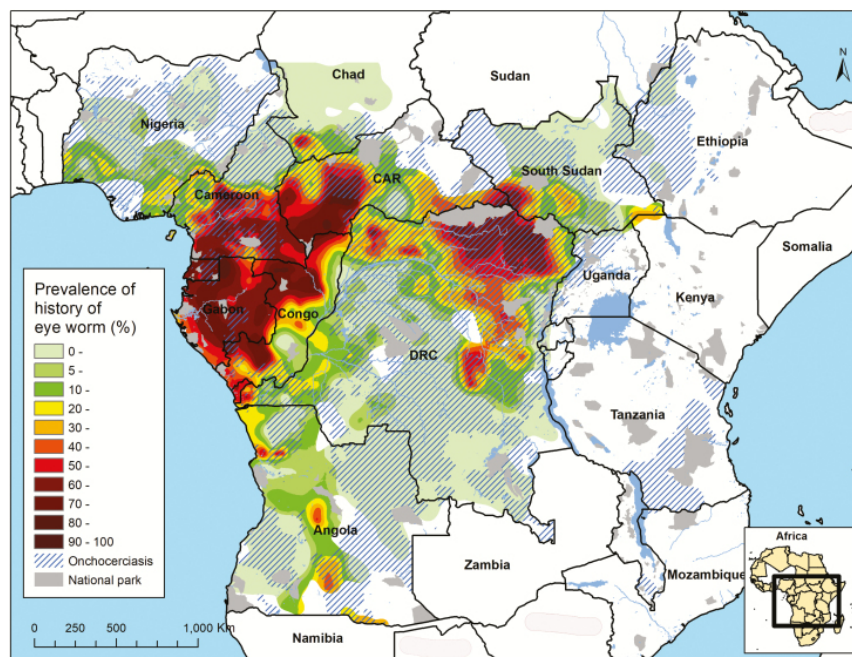 Chad
Sudan
N
Nigeria
Ethiopia
CAR
South Sudan
Cameroon
Somalia
Uganda
Kenya
Gabon
Congo
DRC
Tanzania
Angola
Zambia
Mozambique
Namibia
Prevalence of
history of
eye worm (%)
0 -
5 -
10 -
20 -
30 -
40 -
50 -
60 -
70 -
80 -
90 - 100
Onchocerciasis
National park
0 250 500 1,000 Km
Africa